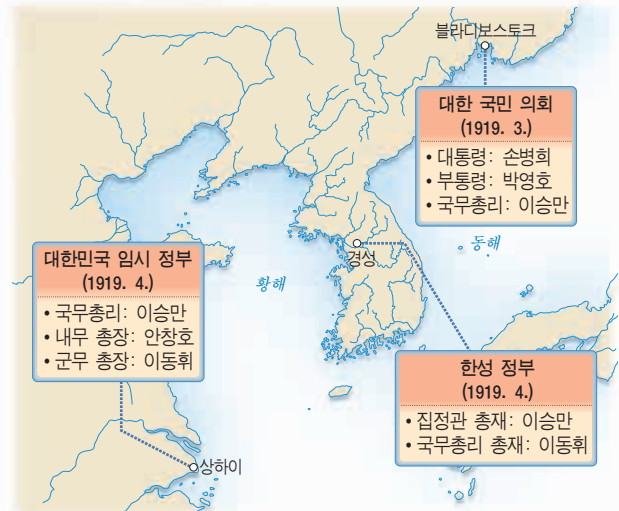 블라디보스토크
대한 국민 의회
(1919. 3.)
• 대통령: 손병희
• 부통령: 박영호
• 국무총리: 이승만
동해
경성
황해
대한민국 임시 정부
(1919. 4.)
• 국무총리: 이승만
• 내무 총장: 안창호
• 군무 총장: 이동휘
한성 정부
(1919. 4.)
• 집정관 총재: 이승만
• 국무총리 총재: 이동휘
상하이